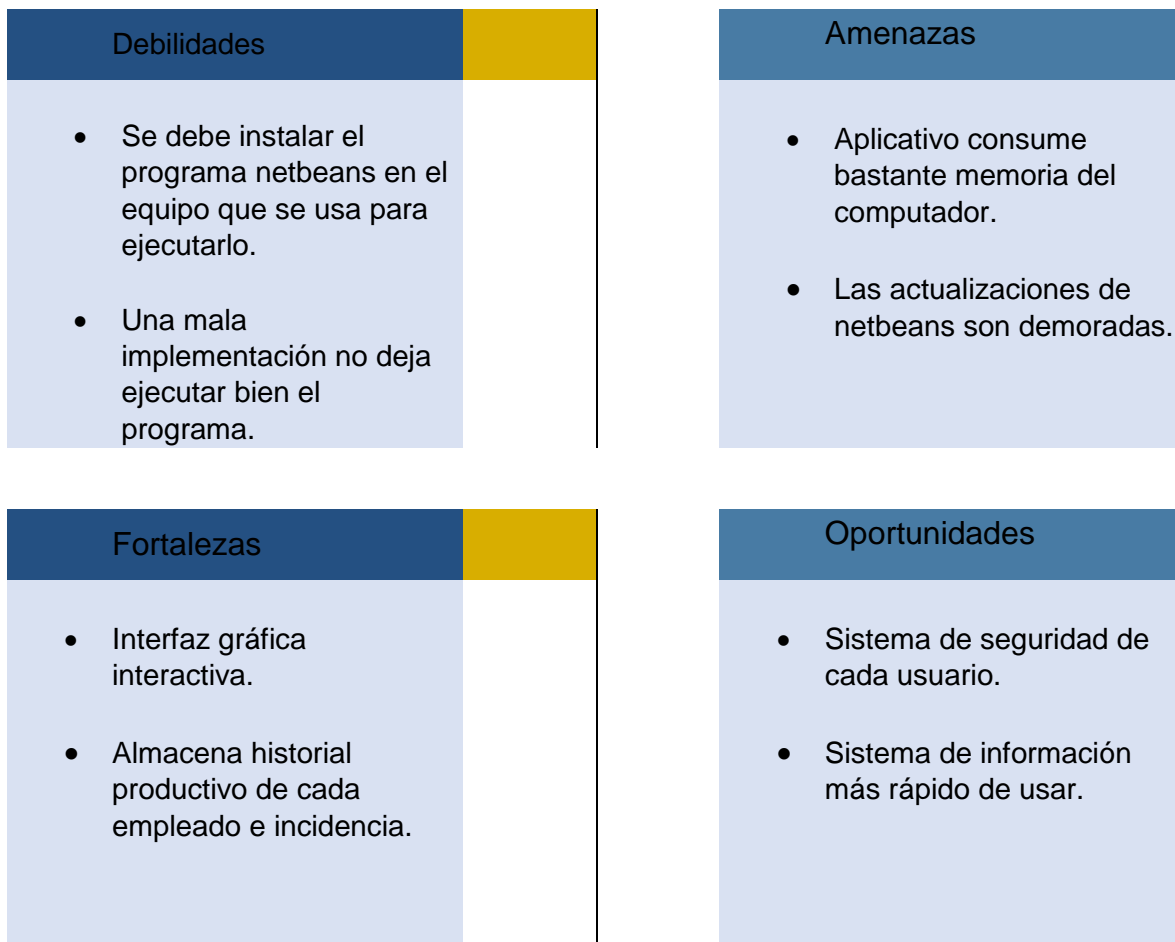 Debilidades
Se debe instalar el
programa netbeans en el
equipo que se usa para
ejecutarlo.
Una mala
implementación no deja
ejecutar bien el
programa.
Amenazas
Aplicativo consume
bastante memoria del
computador.
Las actualizaciones de
netbeans son demoradas.
Fortalezas
Interfaz gráfica
interactiva.
Almacena historial
productivo de cada
empleado e incidencia.
Oportunidades
Sistema de seguridad de
cada usuario.
Sistema de información
más rápido de usar.